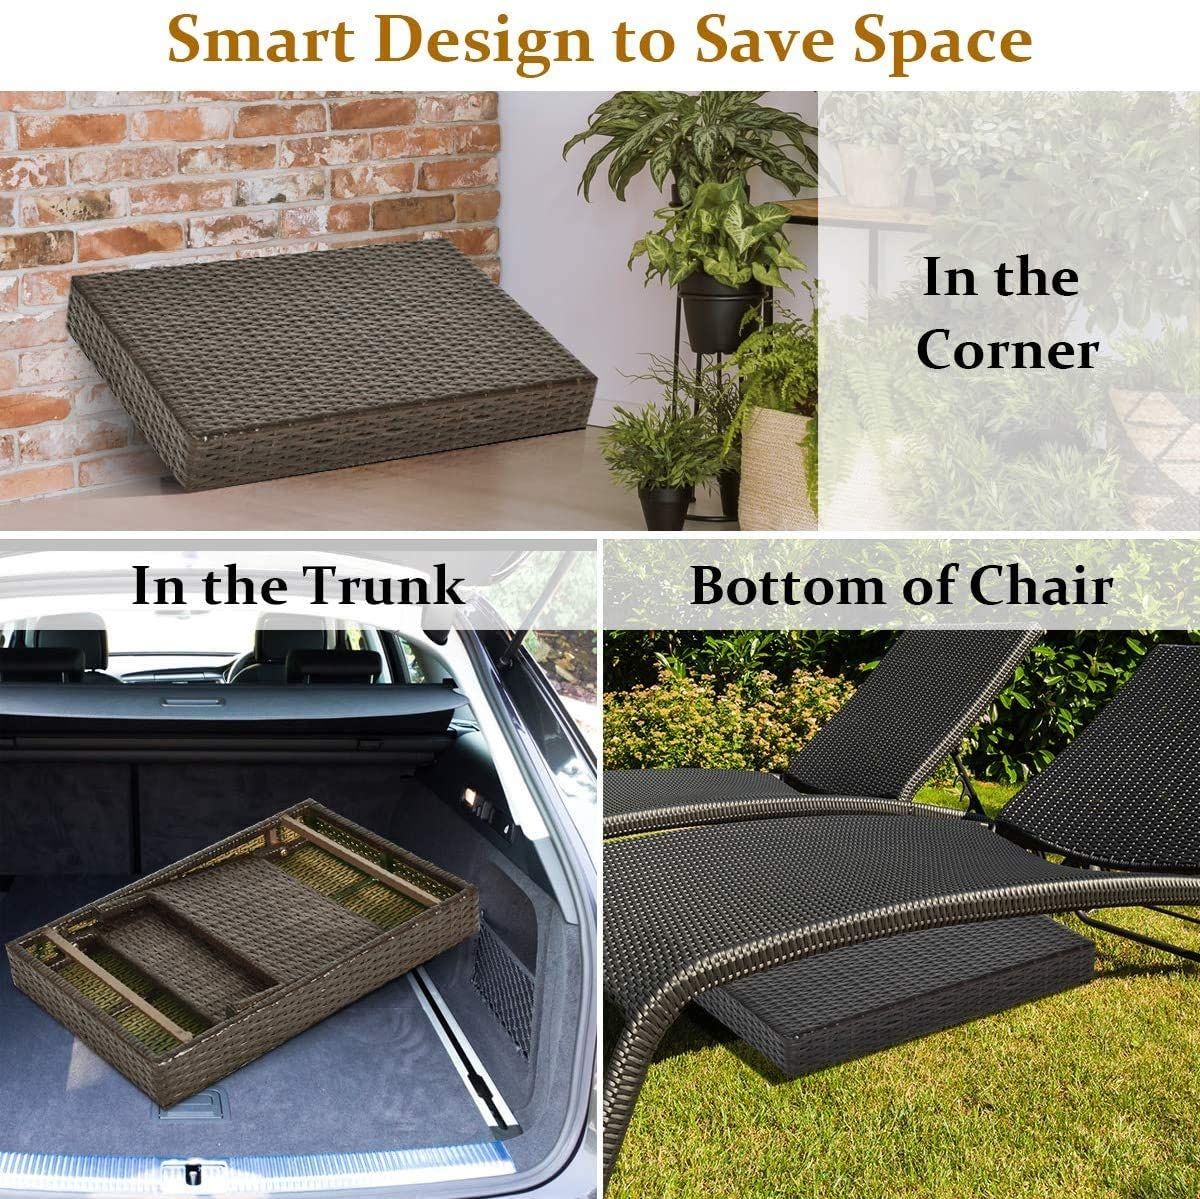 Smart Design to Save Space
In the
Corner
In the Trunk
Bottom of Chair